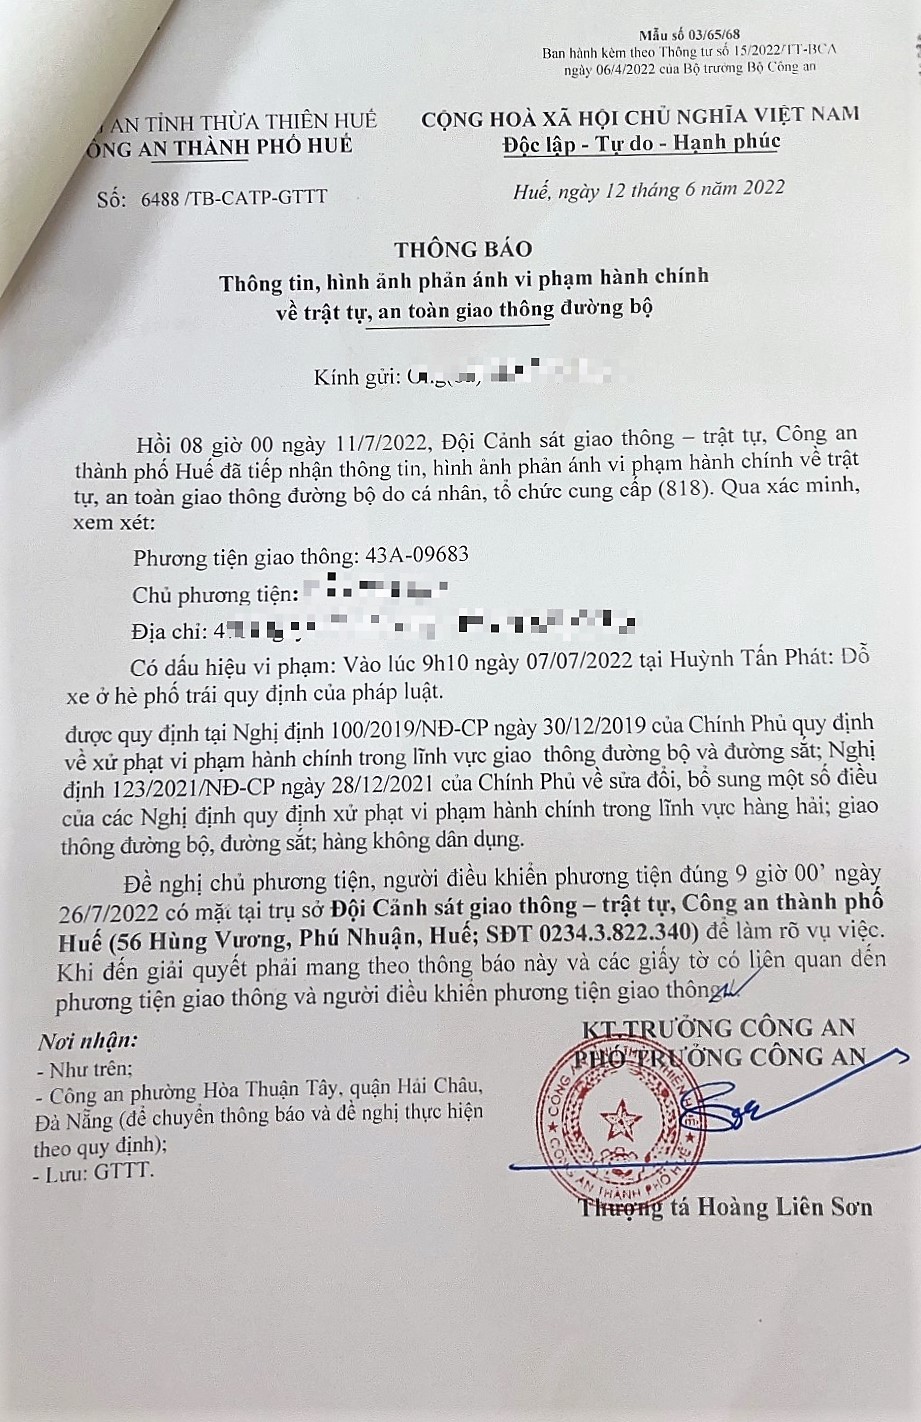 Mẫu số 03/65/68
Ban hành kèm theo Thông tư số 15/2022/TT-BCA
ngày 06/4/2022 của Bộ trưởng Bộ Công an
AN TỈNH THỪA THIÊN HUẾ
CỘNG HOÀ XÃ HỘI CHỦ NGHĨA VIỆT NAM
ÔNG AN THÀNH PHỐ HUẾ
Độc lập - Tự do - Hạnh phúc
Số: 6488 /TB-CATP-GTTT
Huế, ngày 12 tháng 6 năm 2022
THÔNG BÁO
Thông tin, hình ảnh phản ánh vi phạm hành chính
về trật tự, an toàn giao thông đường bộ
Kính gửi:
Hồi 08 giờ 00 ngày 11/7/2022, Đội Cảnh sát giao thông – trật tự, Công an
thành phố Huế đã tiếp nhận thông tin, hình ảnh phản ánh vi phạm hành chính về trật
tự, an toàn giao thông đường bộ do cá nhân, tổ chức cung cấp (818). Qua xác minh,
xem xét:
Phương tiện giao thông: 43A-09683
Chủ phương tiện:
Địa chỉ: 4
Có dấu hiệu vi phạm: Vào lúc 9h10 ngày 07/07/2022 tại Huỳnh Tấn Phát: Đỗ
xe ở hè phố trái quy định của pháp luật.
được quy định tại Nghị định 100/2019/NĐ-CP ngày 30/12/2019 của Chính Phủ quy định
về xử phạt vi phạm hành chính trong lĩnh vực giao thông đường bộ và đường sắt; Nghị
định 123/2021/NĐ-CP ngày 28/12/2021 của Chính Phủ về sửa đổi, bổ sung một số điều
của các Nghị định quy định xử phạt vi phạm hành chính trong lĩnh vực hàng hải; giao
thông đường bộ, đường sắt; hàng không dân dụng.
Đề nghị chủ phương tiện, người điều khiển phương tiện đúng 9 giờ 00’ ngày
26/7/2022 có mặt tại trụ sở Đội Cảnh sát giao thông – trật tự, Công an thành phố
Huế (56 Hùng Vương, Phú Nhuận, Huế; SĐT 0234.3.822.340) để làm rõ vụ việc.
Khi đến giải quyết phải mang theo thông báo này và các giấy tờ có liên quan đến
phương tiện giao thông và người điều khiển phương tiện giao thông
Nơi nhận:
- Như trên;
- Công an phường Hòa Thuận Tây, quận Hải Châu,
Đà Nẵng (để chuyển thông báo và đề nghị thực hiện
theo quy định);
- Lưu: GTTT.
KT.TRƯỞNG CÔNG AN
PHÓ TRƯỞNG CÔNG AN
CÔNG AN THÀNH PHỐ HUẾ
Thượng tá Hoàng Liên Sơn